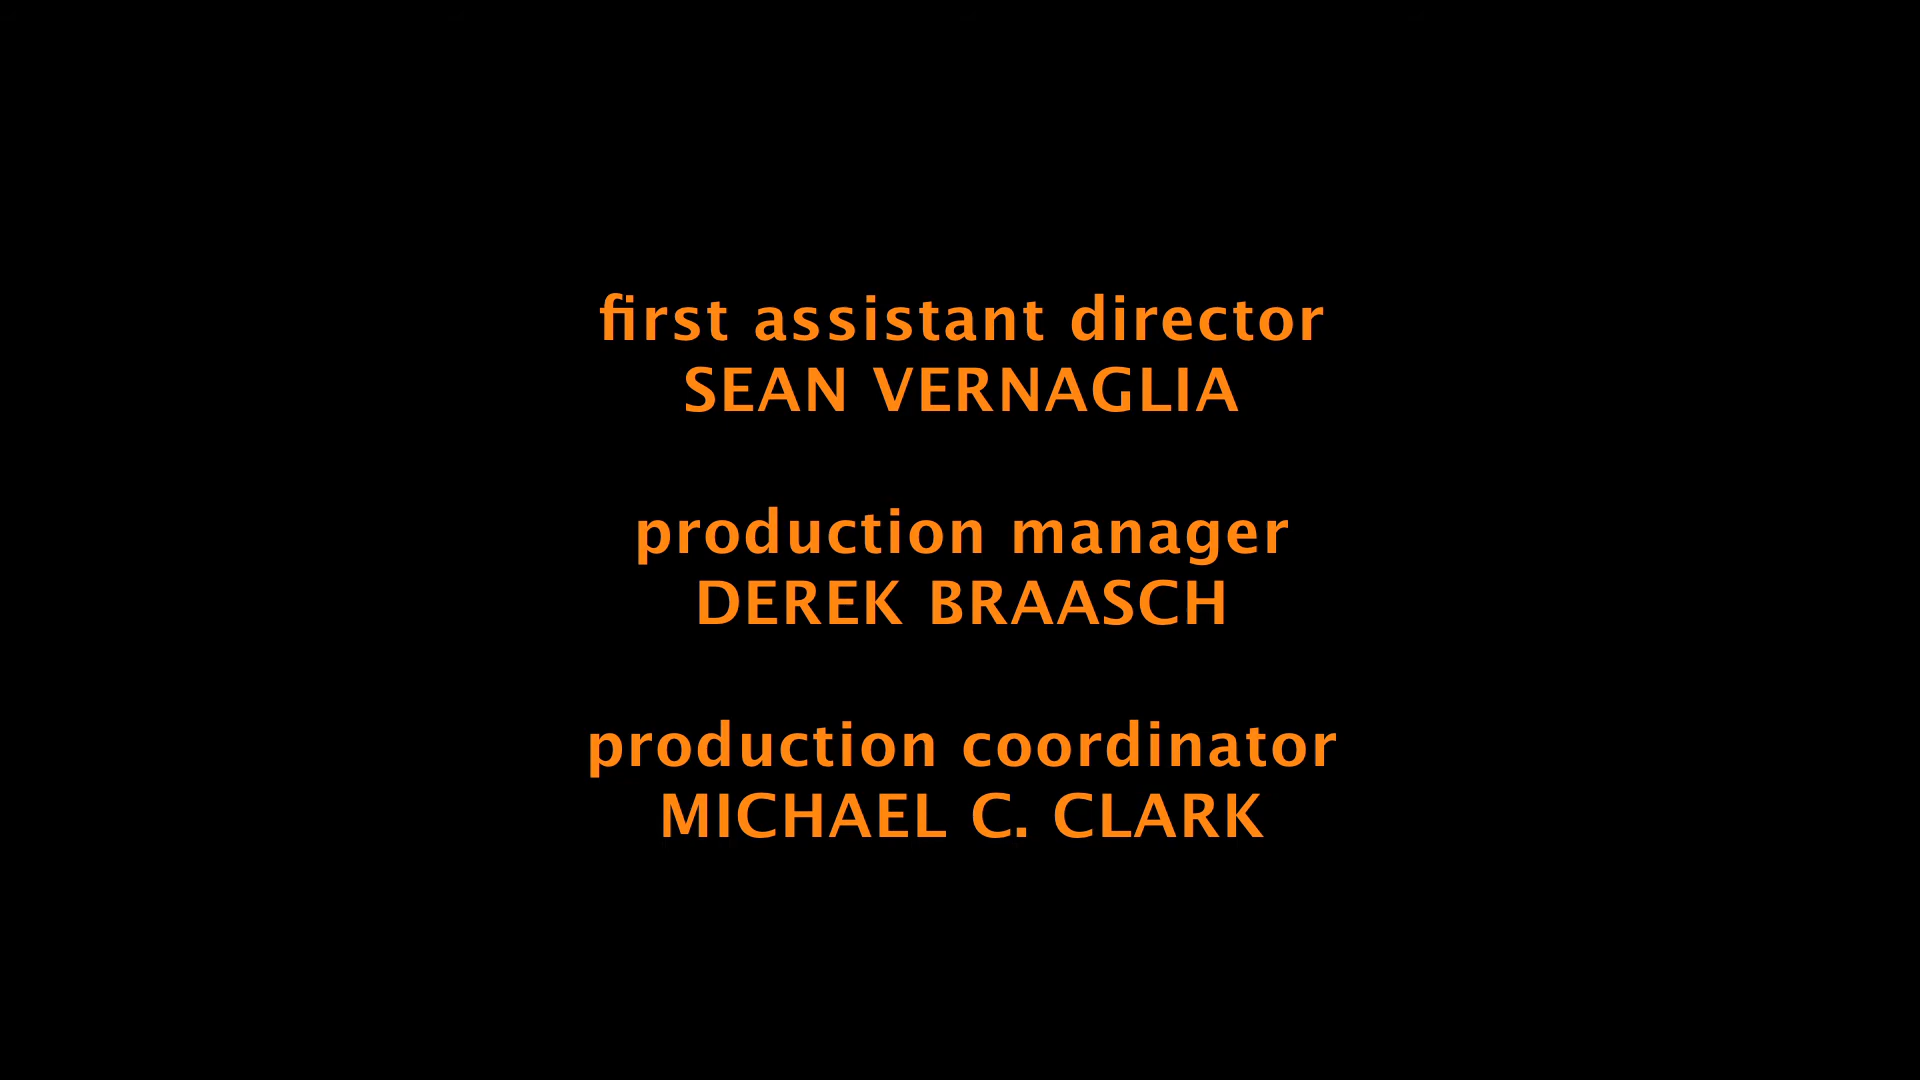 first assistant director
SEAN VERNAGLIA
production manager
DEREK BRAASCH
production coordinator
MICHAEL C. CLARK